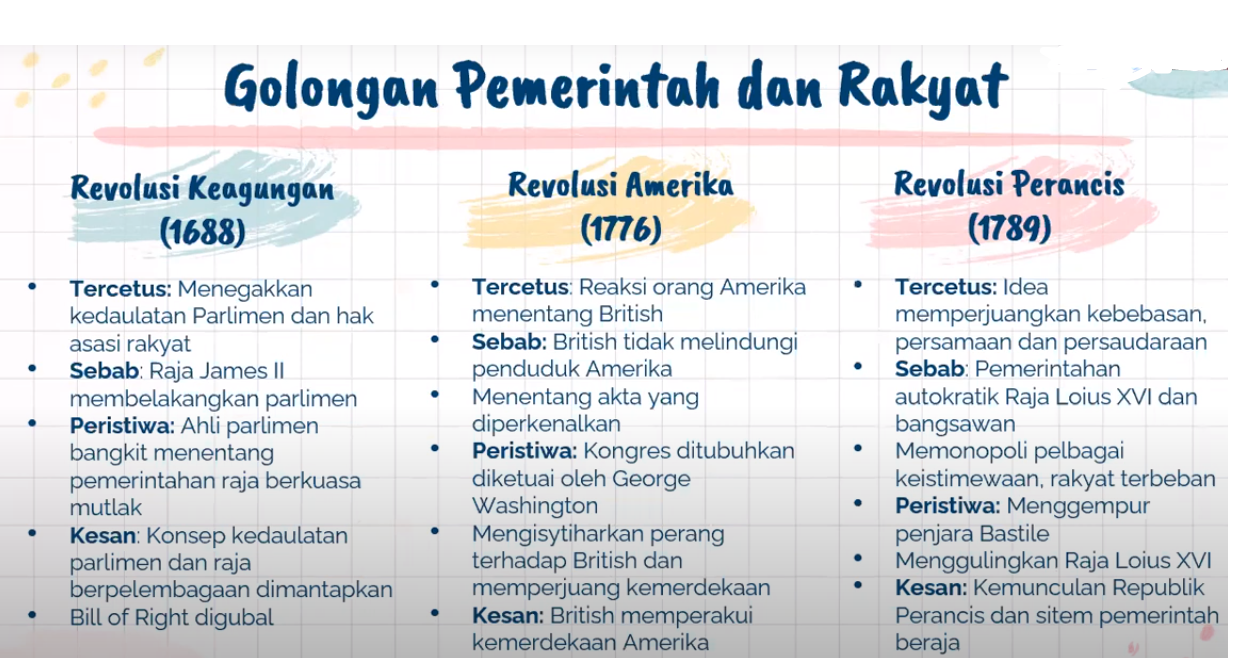 Golongan Pemerintah dan Rakyat
Revolusi Keagungan
(1688)
• Tercetus: Menegakkan
kedaulatan Parlimen dan hak
asasi rakyat
• Sebab: Raja James II
membelakangkan parlimen
• Peristiwa: Ahli parlimen
bangkit menentang
pemerintahan raja berkuasa
mutlak
• Kesan: Konsep kedaulatan
parlimen dan raja
berpelembagaan dimantapkan
• Bill of Right digubal
Revolusi Amerika
(1776)
• Tercetus: Reaksi orang Amerika
menentang British
• Sebab: British tidak melindungi
penduduk Amerika
• Menentang akta yang
diperkenalkan
• Peristiwa: Kongres ditubuhkan
diketuai oleh George
Washington
• Mengisytiharkan perang
terhadap British dan
memperjuang kemerdekaan
• Kesan: British memperakui
kemerdekaan Amerika
Revolusi Perancis
(1789)
• Tercetus: Idea
memperjuangkan kebebasan,
persamaan dan persaudaraan
• Sebab: Pemerintahan
autokratik Raja Loius XVI dan
bangsawan
• Memonopoli pelbagai
keistimewaan, rakyat terbeban
• Peristiwa: Menggempur
penjara Bastile
• Menggulingkan Raja Loius XVI
• Kesan: Kemunculan Republik
Perancis dan sitem pemerintah
beraja